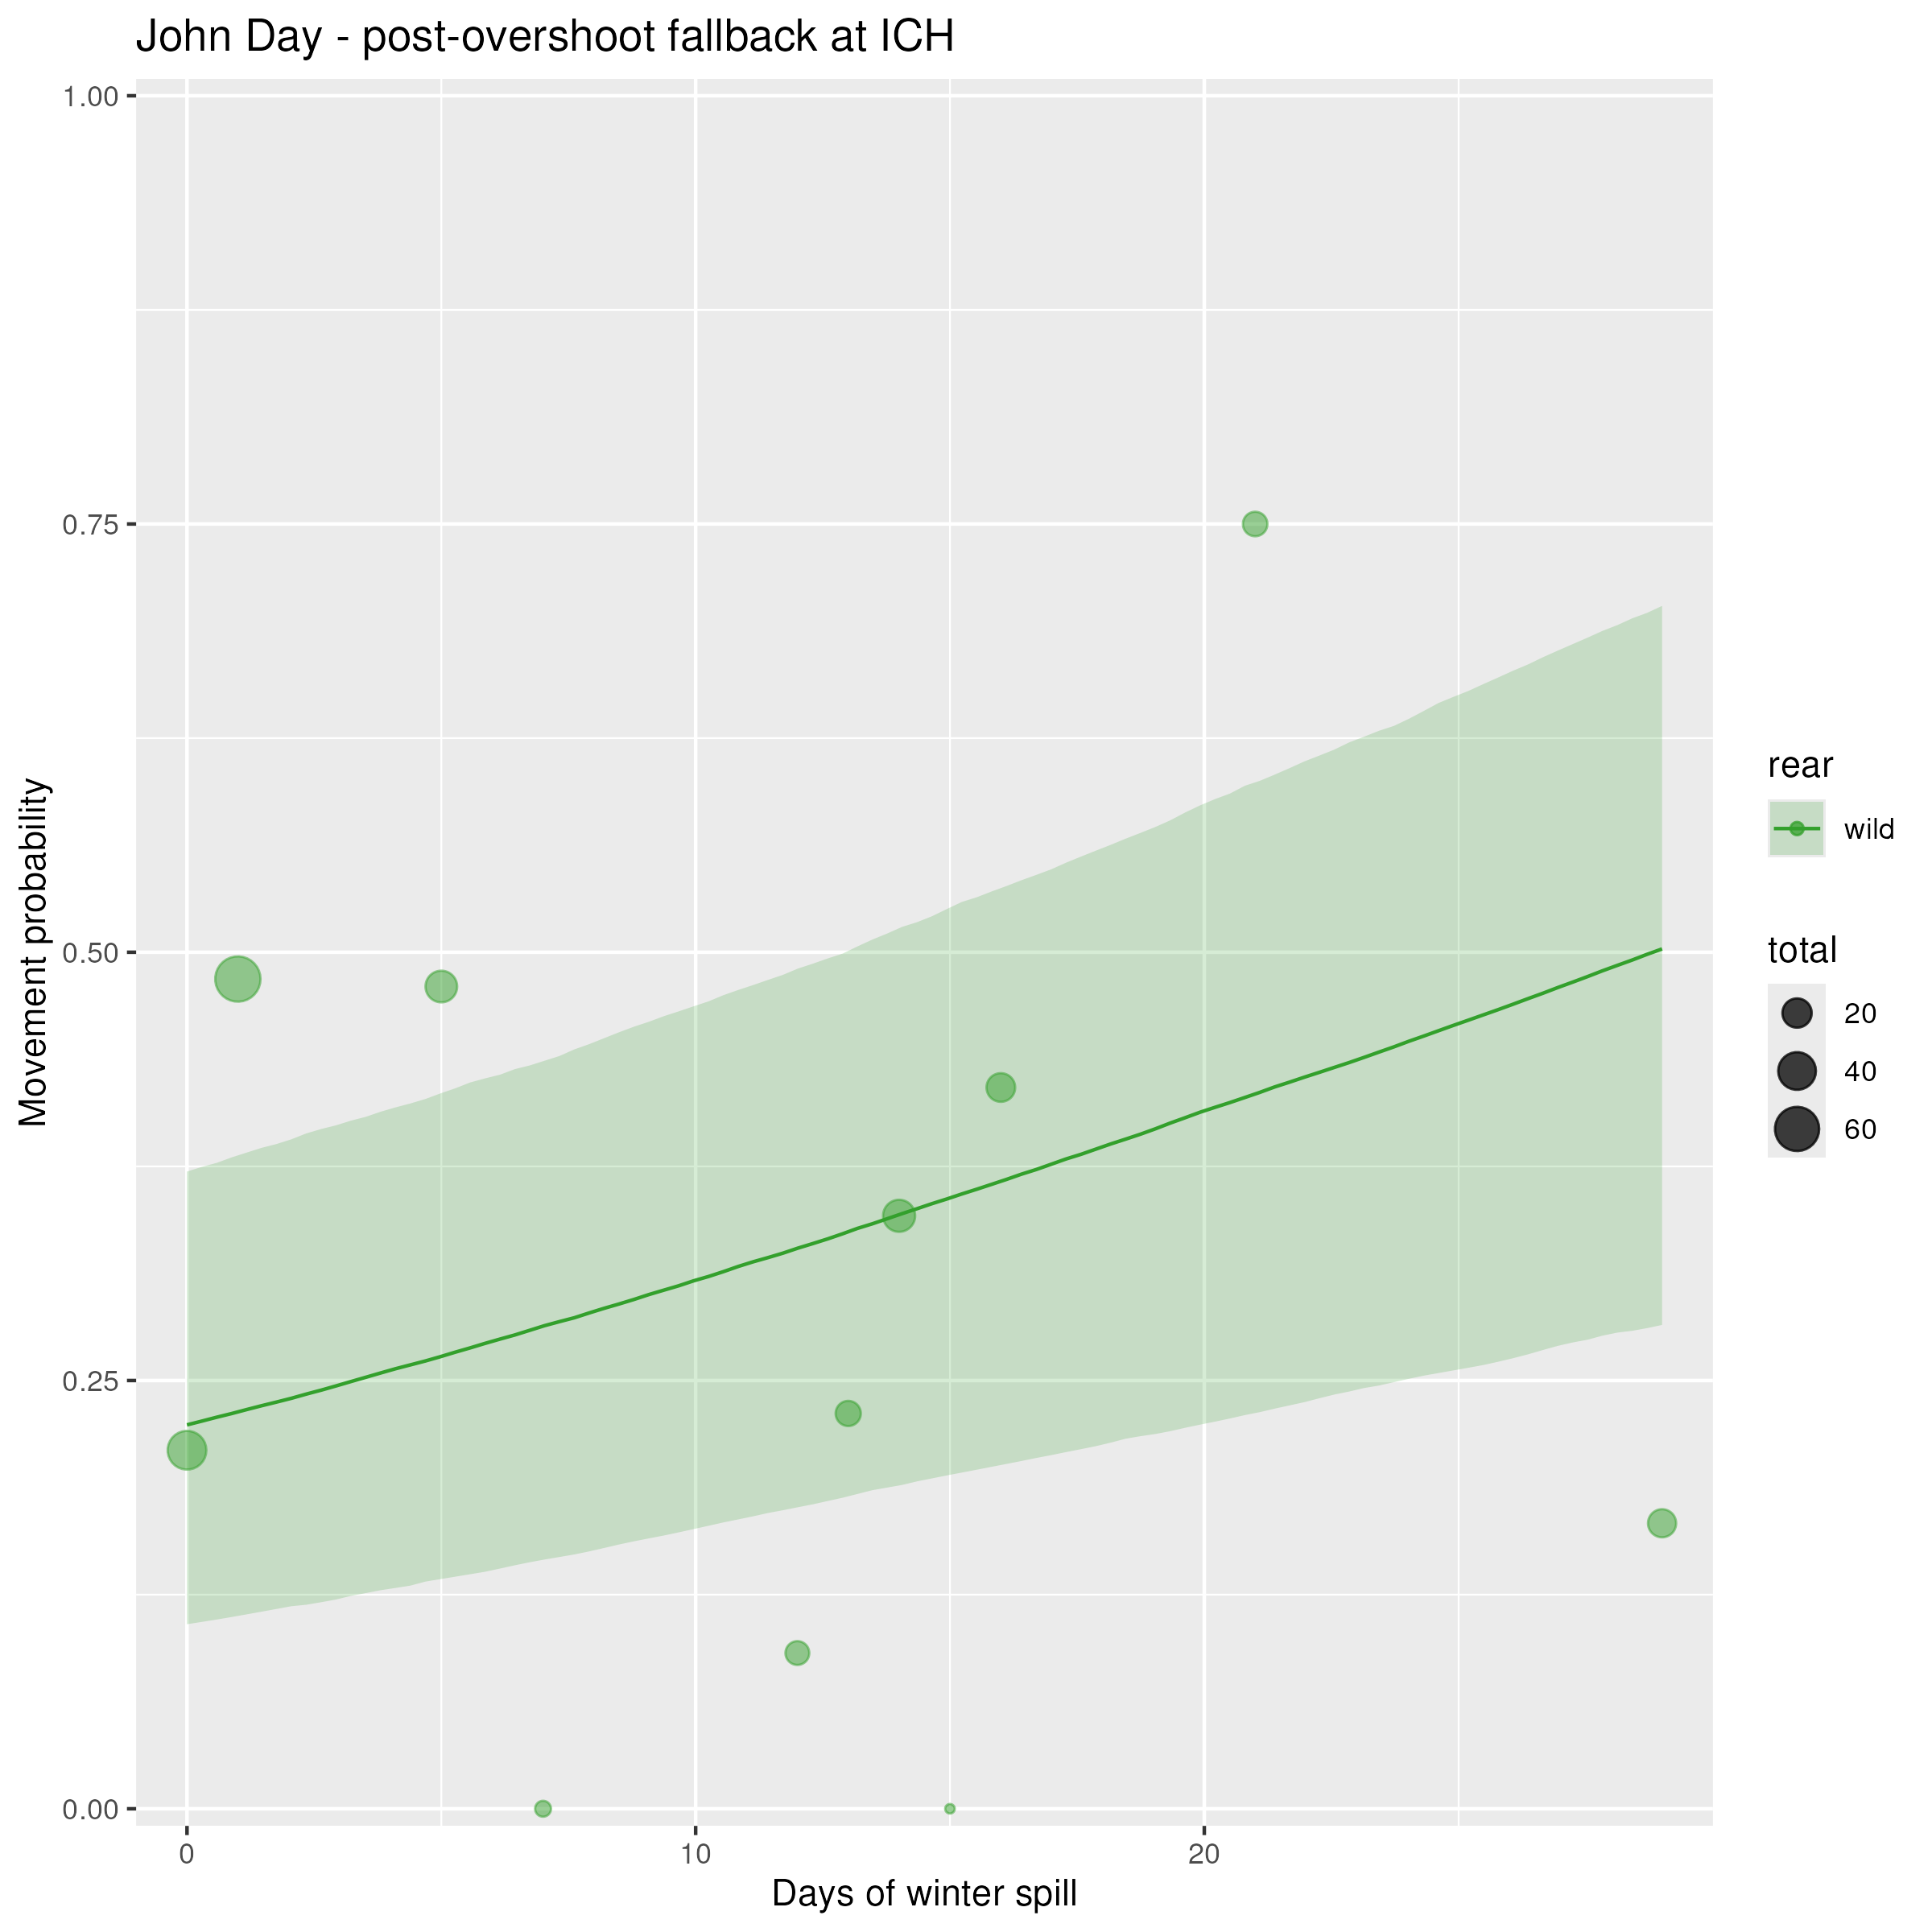 John Day - post-overshoot fallback at ICH
1.00
0.75
0.50
0.25
0.00
Movement probability
0
10
20
Days of winter spill
rear
wild
total
20
40
60